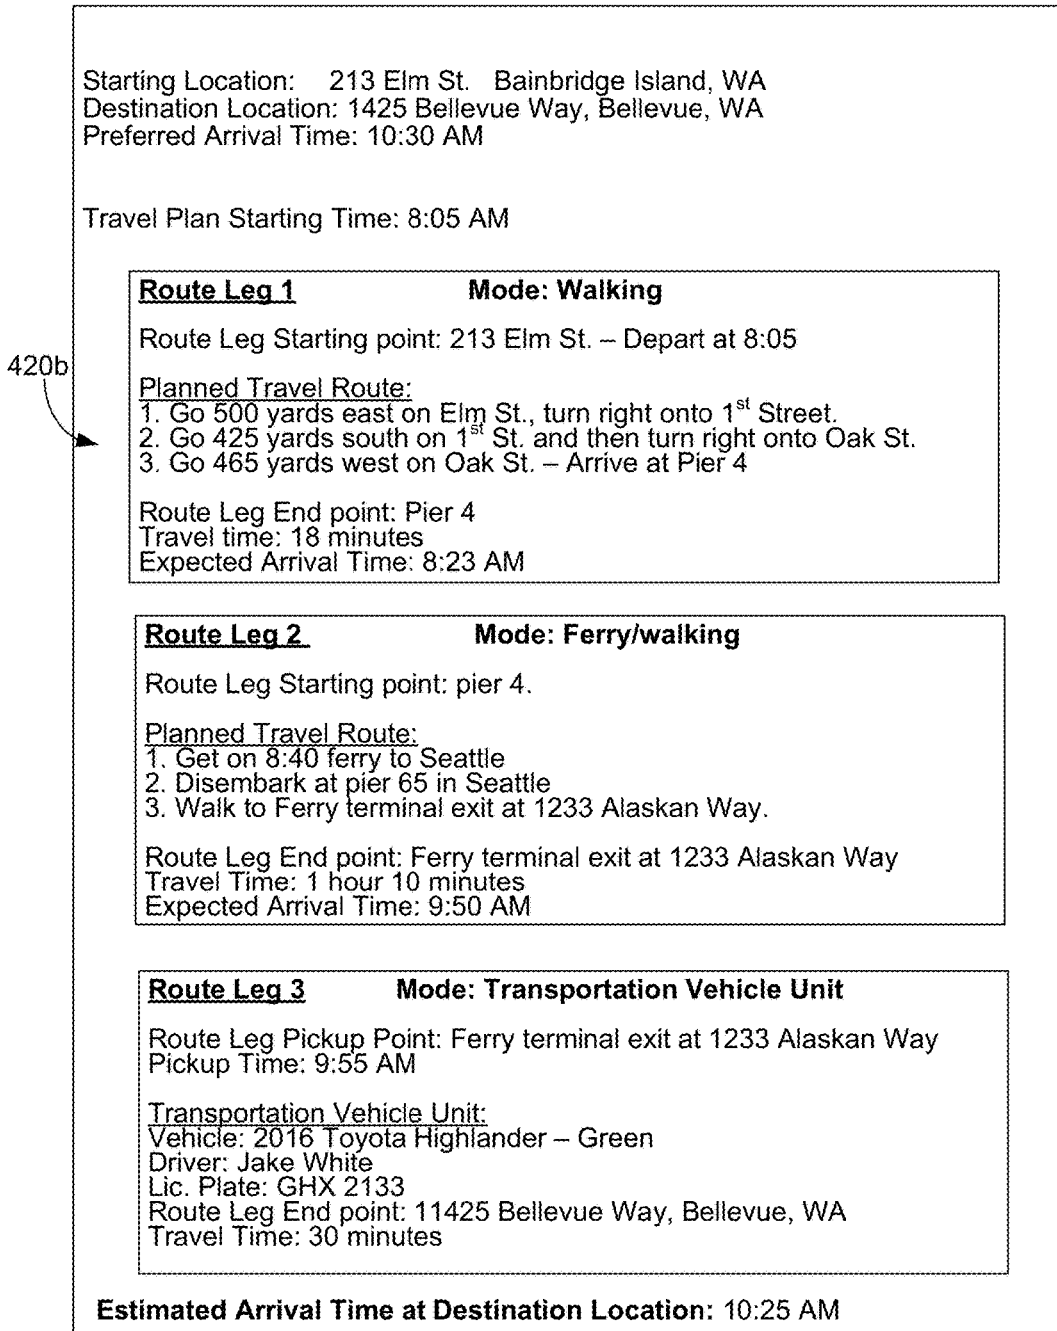 Starting Location: 213 Elm St. Bainbridge Island, WA
Destination Location: 1425 Bellevue Way, Bellevue, WA
Preferred Arrival Time: 10:30 AM
Travel Plan Starting Time: 8:05 AM
Route Leg 1 Mode: Walking
Route Leg Starting point: 213 Elm St. – Depart at 8:05
420b
Planned Travel Route:
1. Go 500 yards east on Elm St., turn right onto 1st Street.
2. Go 425 yards south on 1st St. and then turn right onto Oak St.
3. Go 465 yards west on Oak St. – Arrive at Pier 4
Route Leg End point: Pier 4
Travel time: 18 minutes
Expected Arrival Time: 8:23 AM
Route Leg 2 Mode: Ferry/walking
Route Leg Starting point: pier 4.
Planned Travel Route:
1. Get on 8:40 ferry to Seattle
2. Disembark at pier 65 in Seattle
3. Walk to Ferry terminal exit at 1233 Alaskan Way.
Route Leg End point: Ferry terminal exit at 1233 Alaskan Way
Travel Time: 1 hour 10 minutes
Expected Arrival Time: 9:50 AM
Route Leg 3 Mode: Transportation Vehicle Unit
Route Leg Pickup Point: Ferry terminal exit at 1233 Alaskan Way
Pickup Time: 9:55 AM
Transportation Vehicle Unit:
Vehicle: 2016 Toyota Highlander – Green
Driver: Jake White
Lic. Plate: GHX 2133
Route Leg End point: 11425 Bellevue Way, Bellevue, WA
Travel Time: 30 minutes
Estimated Arrival Time at Destination Location: 10:25 AM